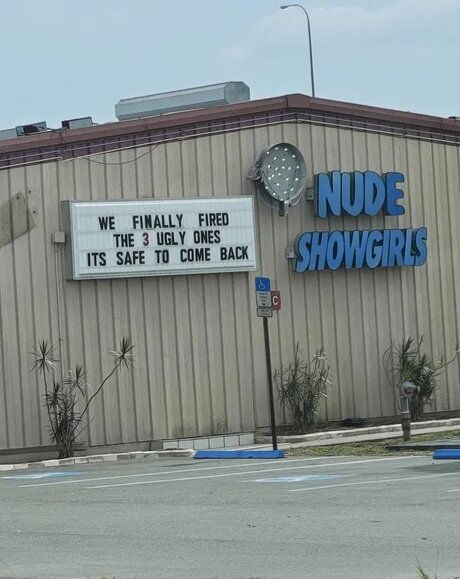 WE FINALLY FIRED
THE 3 UGLY ONES
ITS SAFE TO COME BACK
NUDE
SHOWGIRLS
C